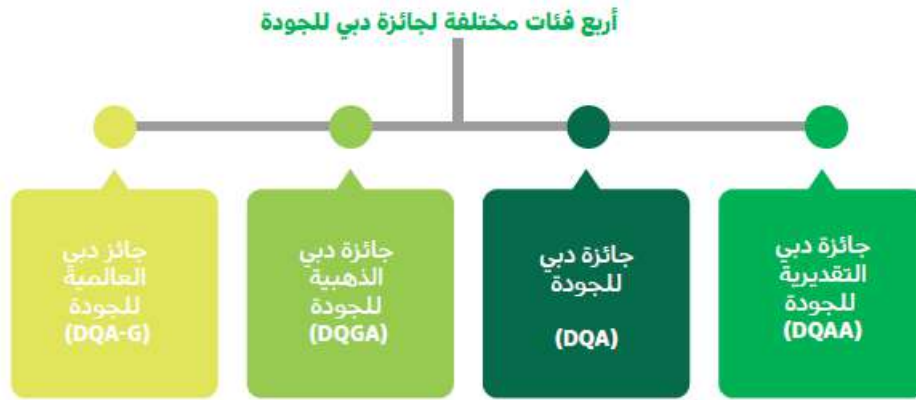 أربع فئات مختلفة لجائزة دبي للجودة
جائزة دبي
التقديرية
للجودة
(DQAA)
جائزة دبي
للجودة
(DQA)
جائزة دبي
الذهبية
للجودة
(DQGA)
جائز دبي
العالمية
للجودة
(DQA-G)